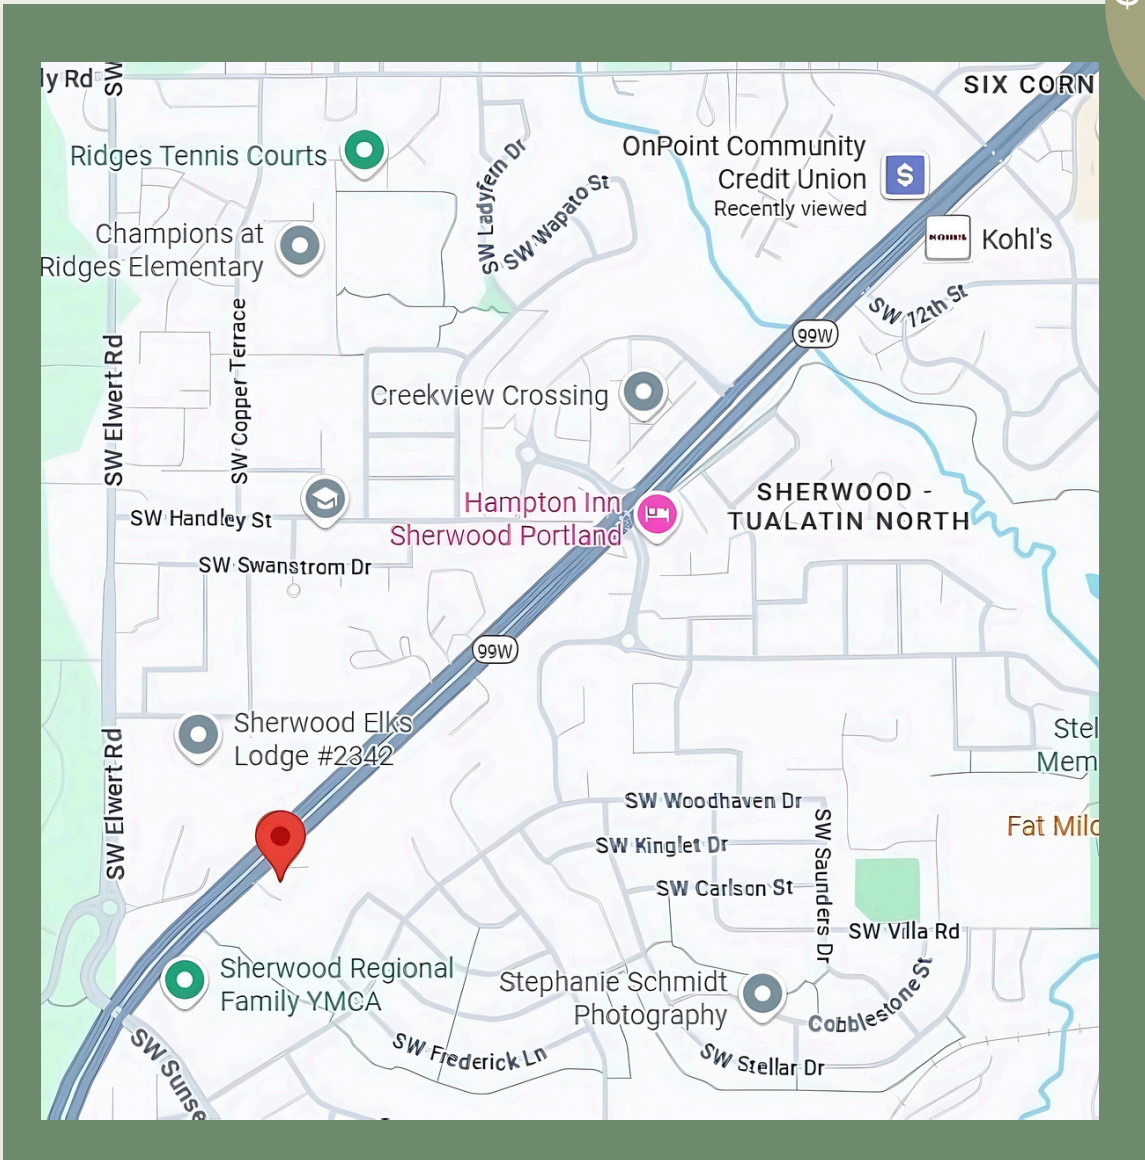 $
ly Rd
SW
SIX CORN
Ridges Tennis Courts
SW Ladyfern Dr
SW Wapato St
OnPoint Community
Credit Union
Recently viewed
$
KOHL'S
Kohl's
Champions at
Ridges Elementary
SW 12th St
99W
SW Elwert Rd
SW Copper Terrace
Creekview Crossing
Hampton Inn
Sherwood Portland
SHERWOOD -
TUALATIN NORTH
SW Handley St
SW Swanstrom Dr
99W
Sherwood Elks
Lodge #2342
SW Elwert Rd
Stel
Mem
SW Woodhaven Dr
SW Kinglet Dr
SW Carlson St
SW Saunders Dr
Fat Milo
SW Villa Rd
Sherwood Regional
Family YMCA
Stephanie Schmidt
Photography
Cobblestone St
SW Frederick Ln
SW Stellar Dr
SW Sunse